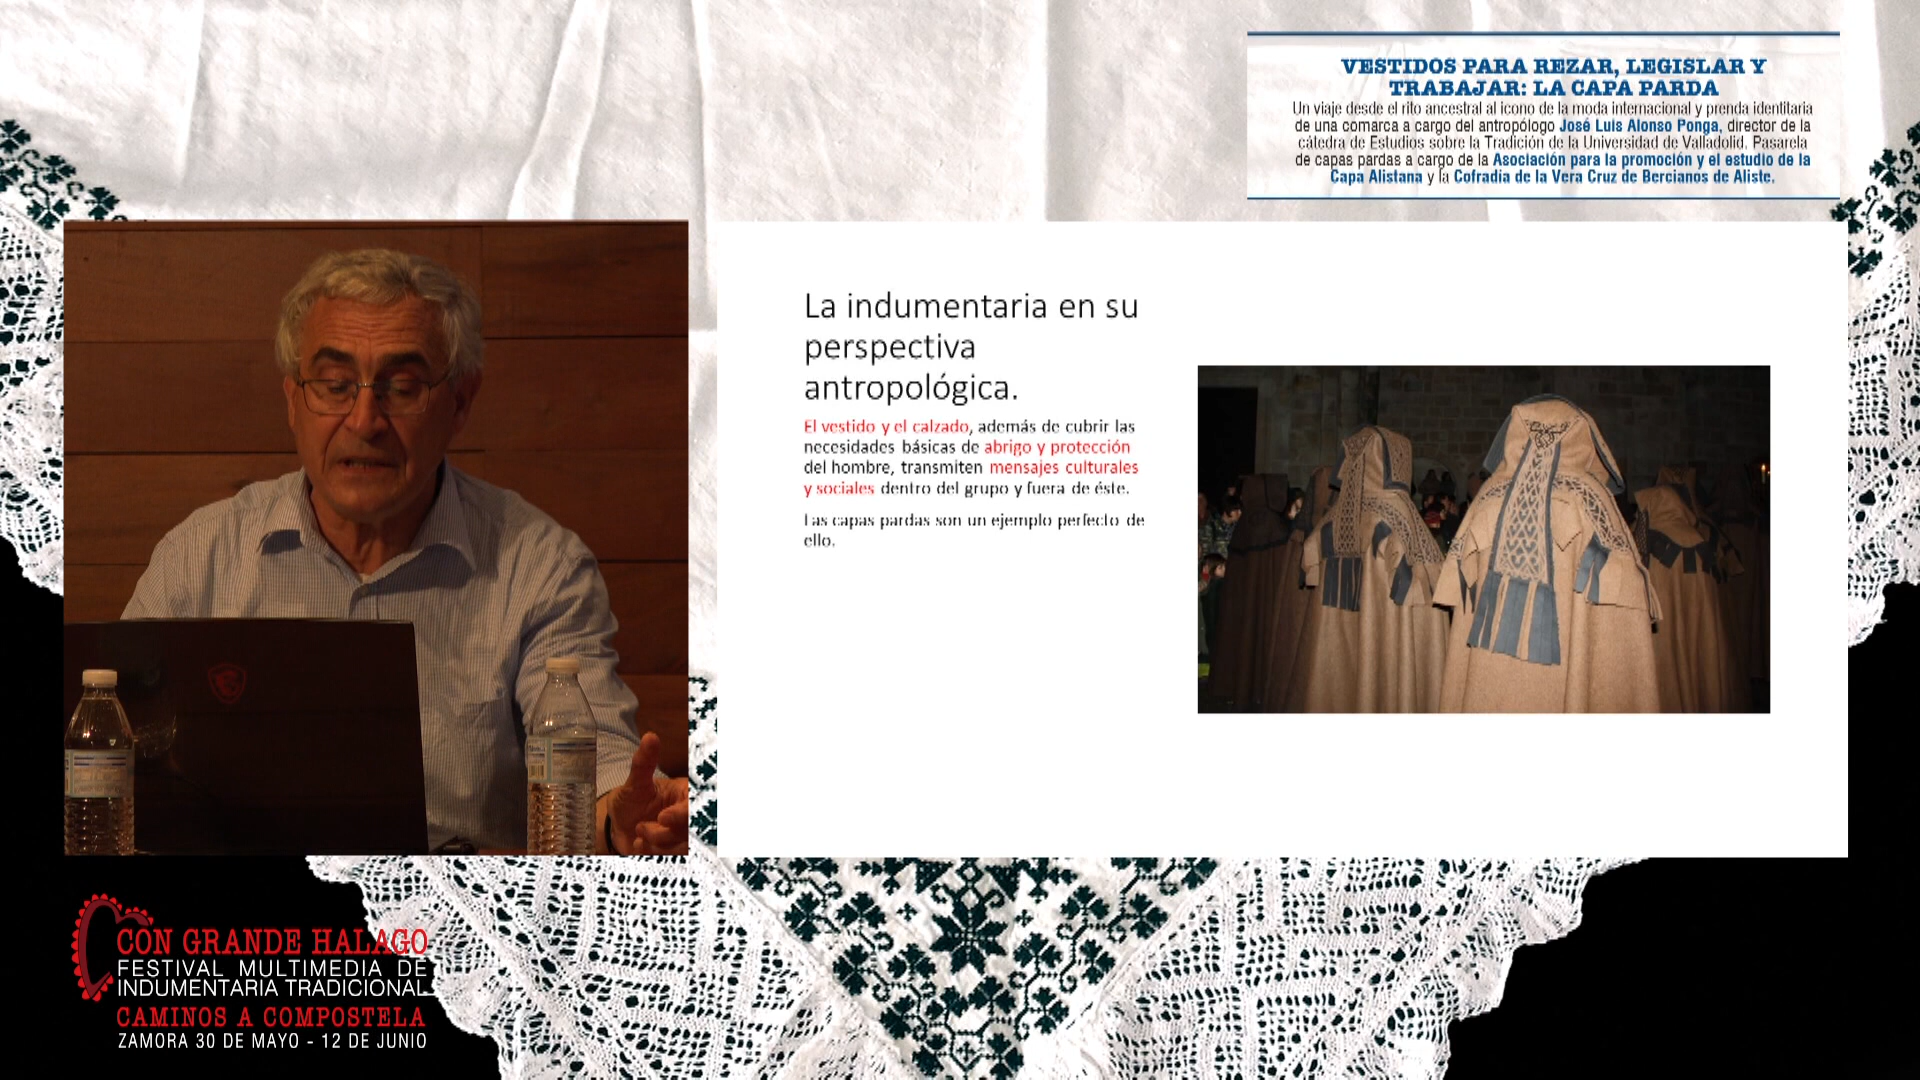 VESTIDOS PARA REZAR, LEGISLAR Y
TRABAJAR: LA CAPA PARDA
Un viaje desde el rito ancestral al icono de la moda internacional y prenda identitaria
de una comarca a cargo del antropólogo José Luis Alonso Ponga, director de la
cátedra de Estudios sobre la Tradición de la Universidad de Valladolid. Pasarela
de capas pardas a cargo de la Asociación para la promoción y el estudio de la
Capa Alistana y la Cofradía de la Vera Cruz de Bercianos de Aliste.
La indumentaria en su
perspectiva
antropológica.
El vestido y el calzado, además de cubrir las
necesidades básicas de abrigo y protección
del hombre, transmiten mensajes culturales
y sociales dentro del grupo y fuera de éste.
Las capas pardas son un ejemplo perfecto de
ello.
CON GRANDE HALAGO
FESTIVAL MULTIMEDIA DE
INDUMENTARIA TRADICIONAL
CAMINOS A COMPOSTELA
ZAMORA 30 DE MAYO - 12 DE JUNIO